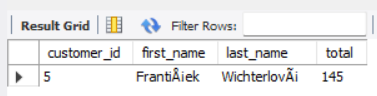 Result Grid Filter Rows:
customer_id first_name last_name total
5 FrantiÅ¡ek WichterlovÃ¡ 145